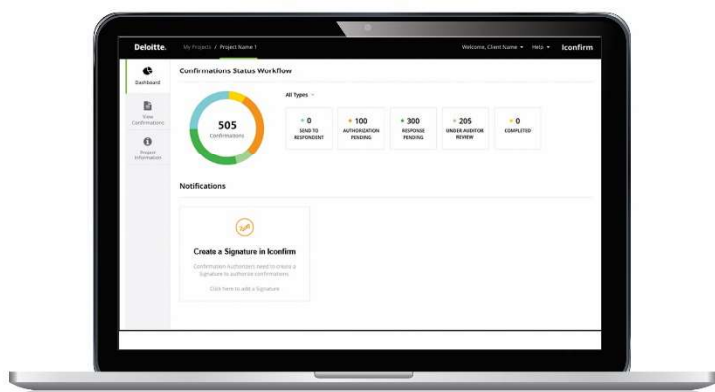 Deloitte.
My Projects / Project Name 1
Welcome, Client Name
Help
Iconfirm
Dashboard
View
Confirmations
Project
Information
Confirmations Status Workflow
All Types
505
Confirmations
0
SEND TO
RESPONDENT
100
AUTHORIZATION
PENDING
300
RESPONSE
PENDING
205
UNDER AUDITOR
REVIEW
0
COMPLETED
Notifications
Create a Signature in Iconfirm
Confirmation Authorizers need to create a
Signature to authorize confirmations
Click here to add a Signature